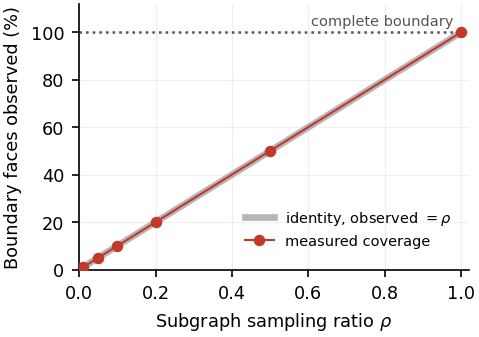 complete boundary
Boundary faces observed (%)
100
80
60
40
20
0
identity, observed = ρ
measured coverage
0.0 0.2 0.4 0.6 0.8 1.0
Subgraph sampling ratio ρ